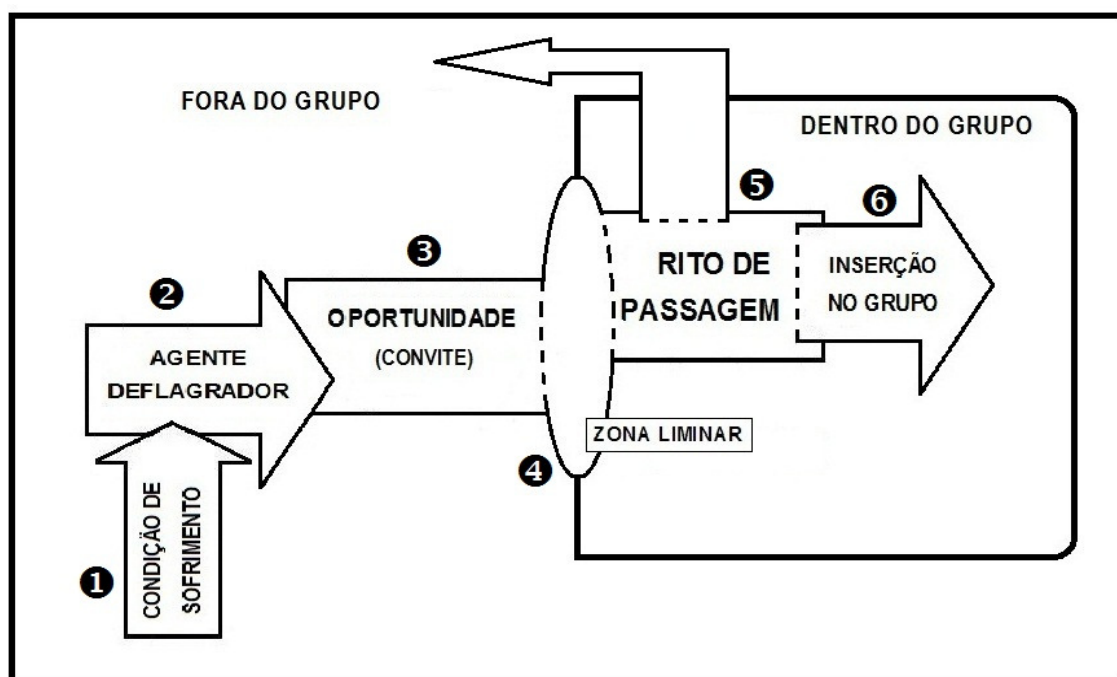 FORA DO GRUPO
DENTRO DO GRUPO
❶
CONDIÇÃO DE
SOFRIMENTO
❷
AGENTE
DEFLAGRADOR
❸
OPORTUNIDADE
(CONVITE)
❹
ZONA LIMINAR
❺
RITO DE
PASSAGEM
❻
INSERÇÃO
NO GRUPO